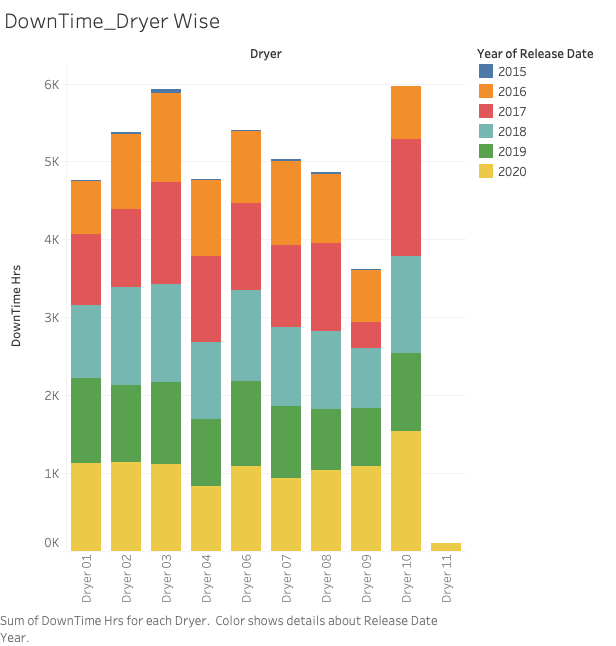 DownTime_Dryer Wise
Dryer
Year of Release Date
2015
2016
2017
2018
2019
2020
DownTime Hrs
6K
5K
4K
3K
2K
1K
0K
Dryer 01
Dryer 02
Dryer 03
Dryer 04
Dryer 06
Dryer 07
Dryer 08
Dryer 09
Dryer 10
Dryer 11
Sum of DownTime Hrs for each Dryer. Color shows details about Release Date
Year.